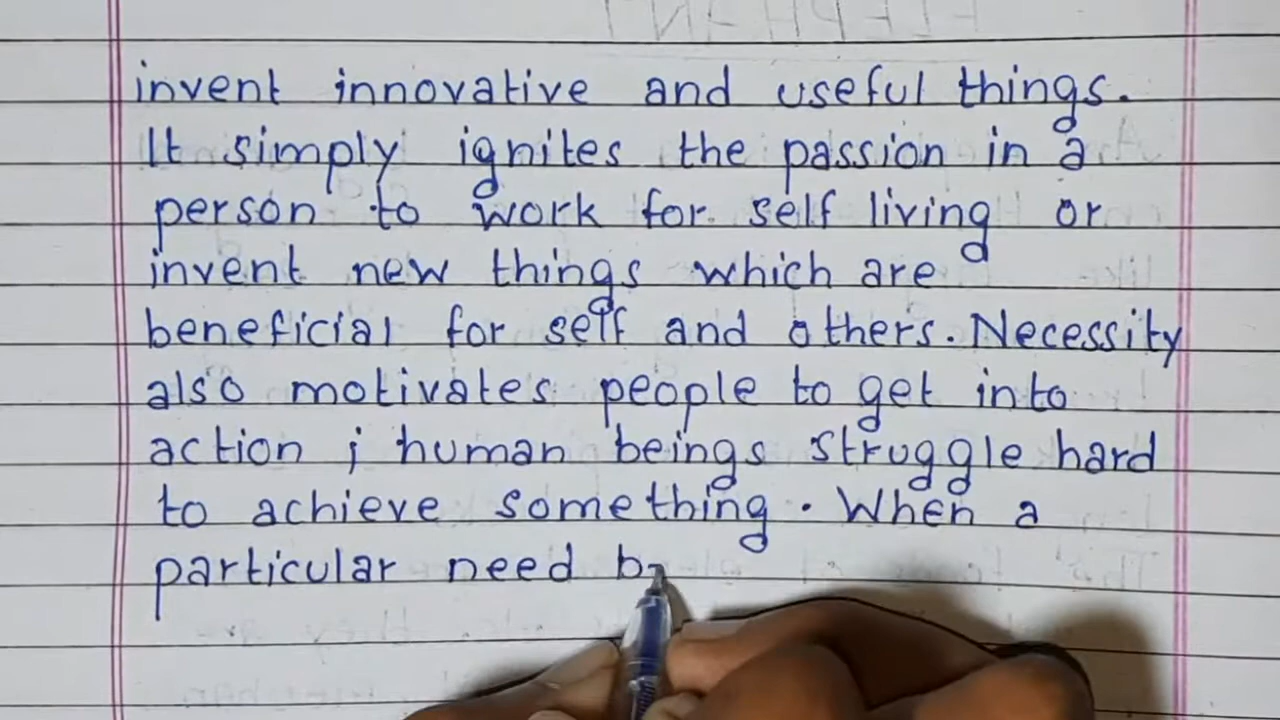 invent innovative and useful things.
It simply ignites the passion in a
person to work for self living or
invent new things which are
beneficial for self and others. Necessity
also motivates people to get into
action ; human beings struggle hard
to achieve something. When a
particular need b